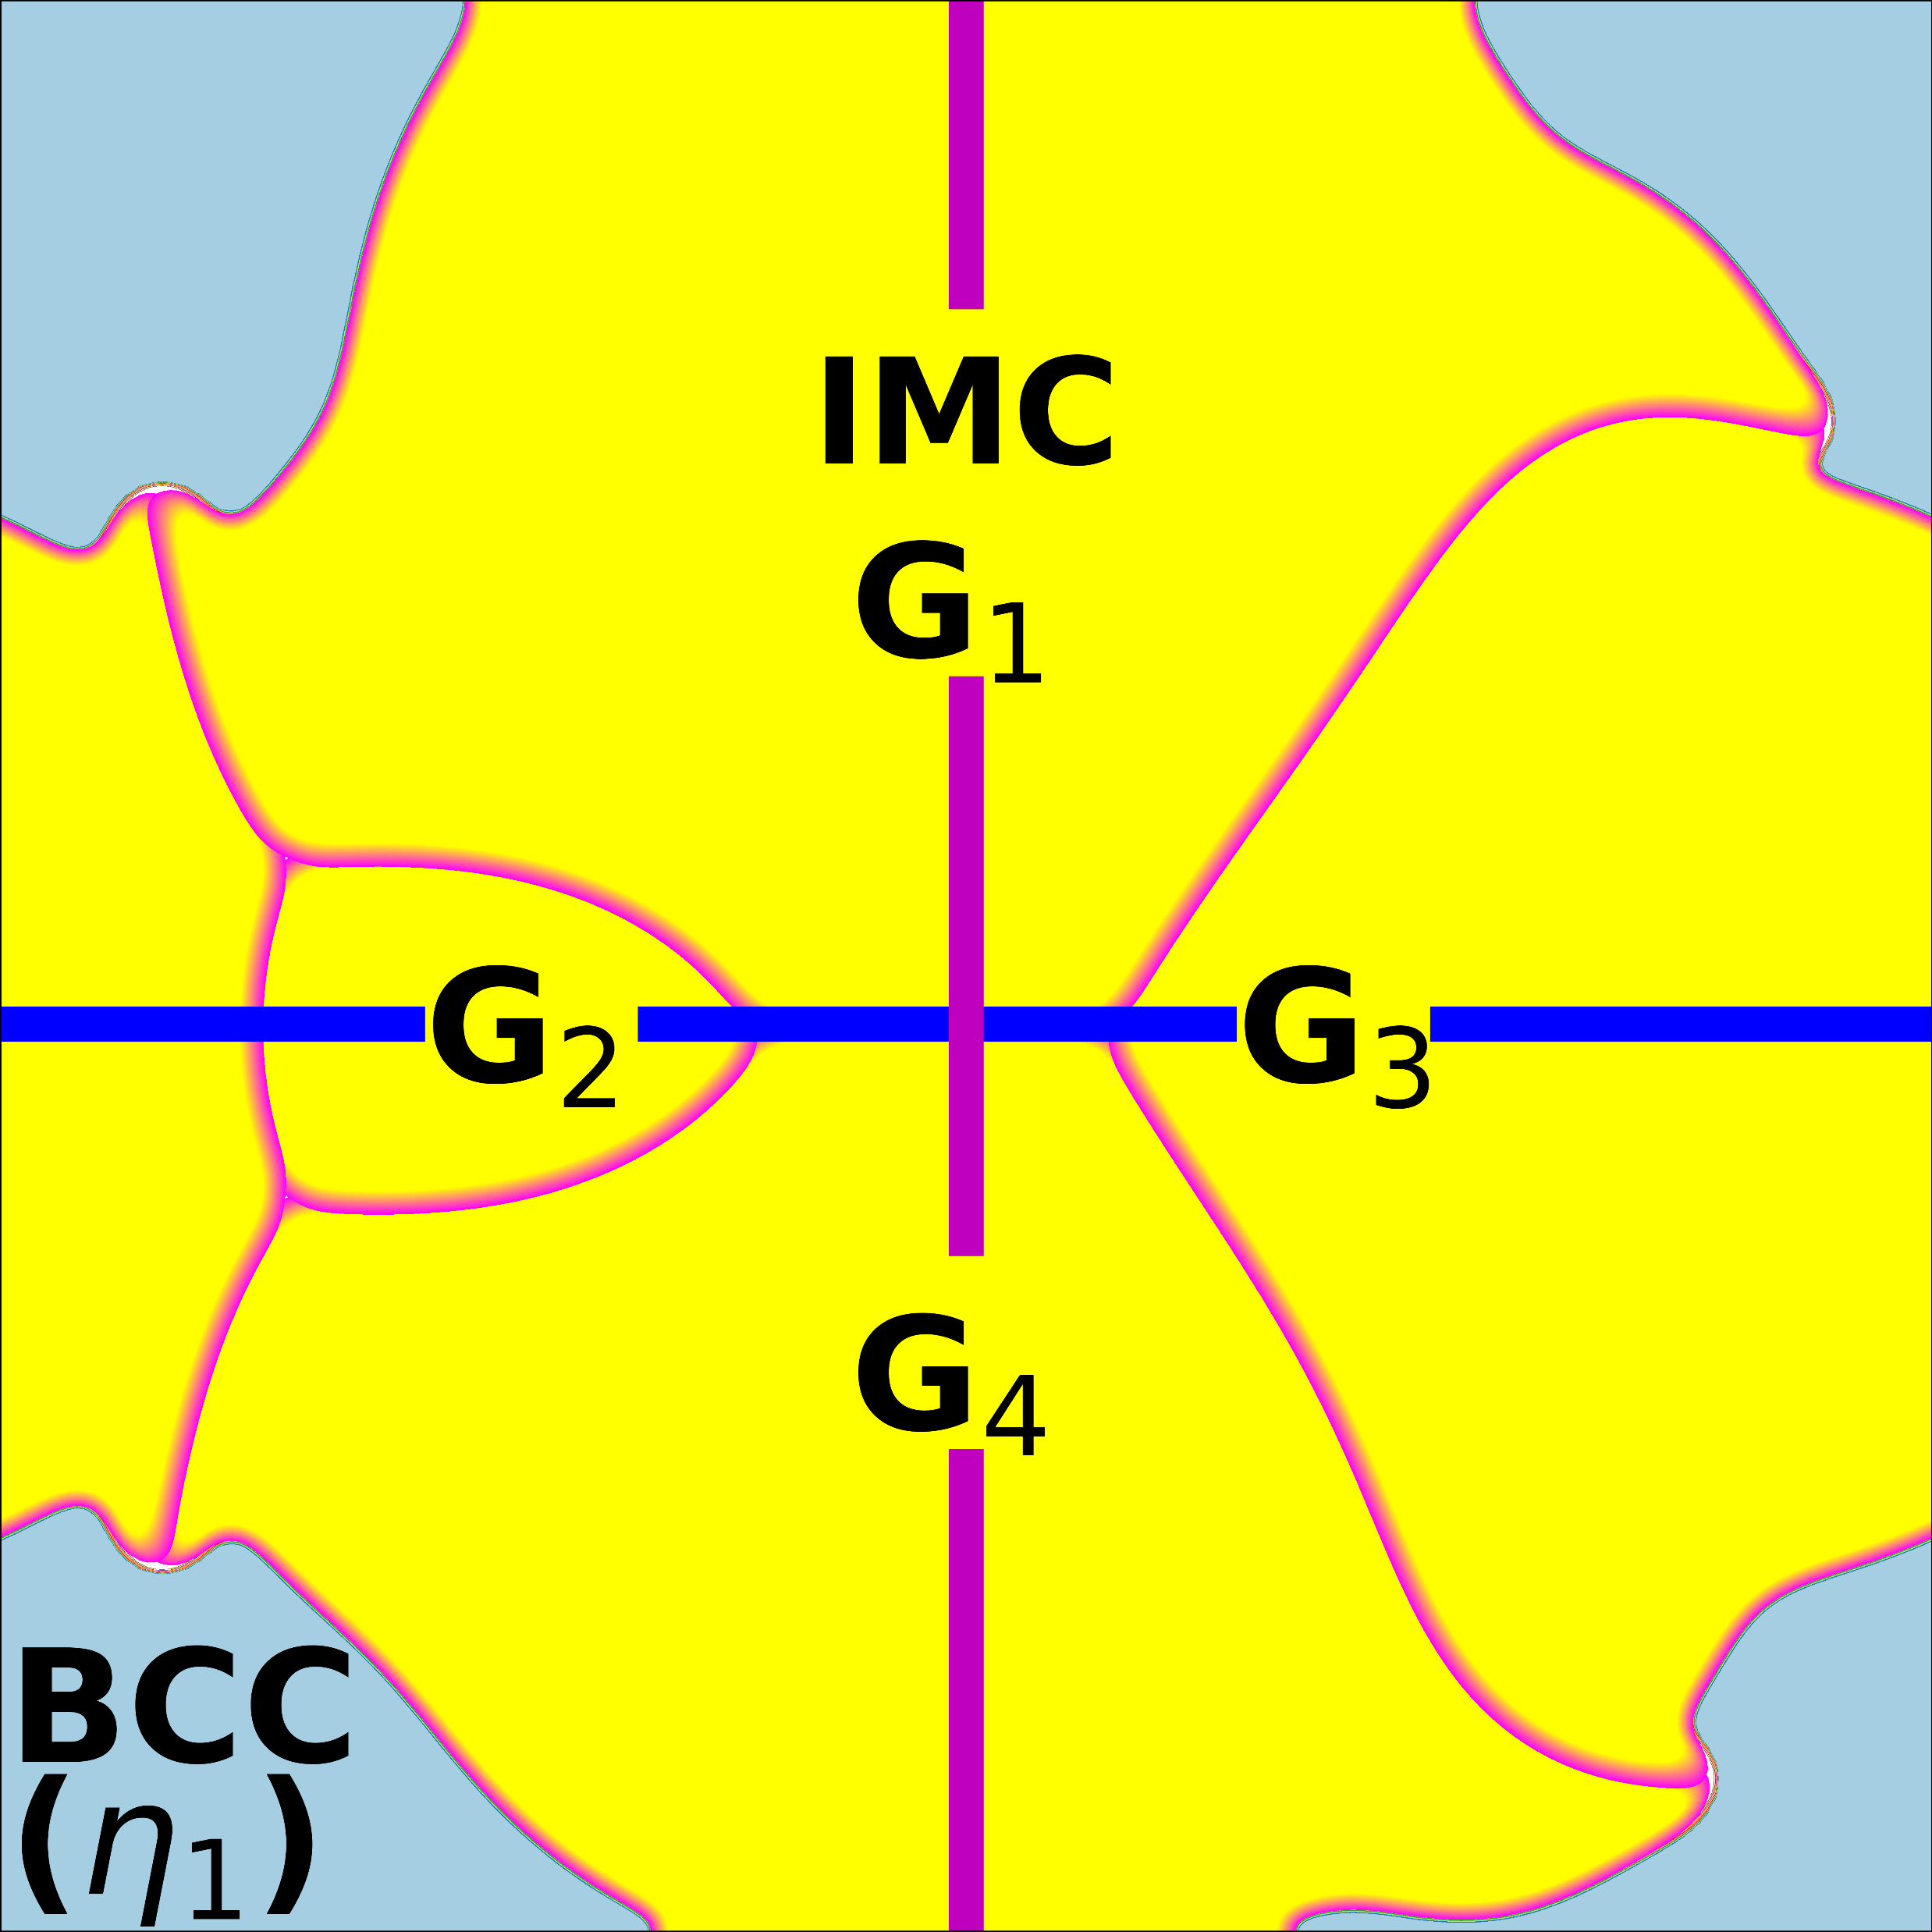 IMC
G₁
G₂ G₃
G₄
BCC
(η₁)